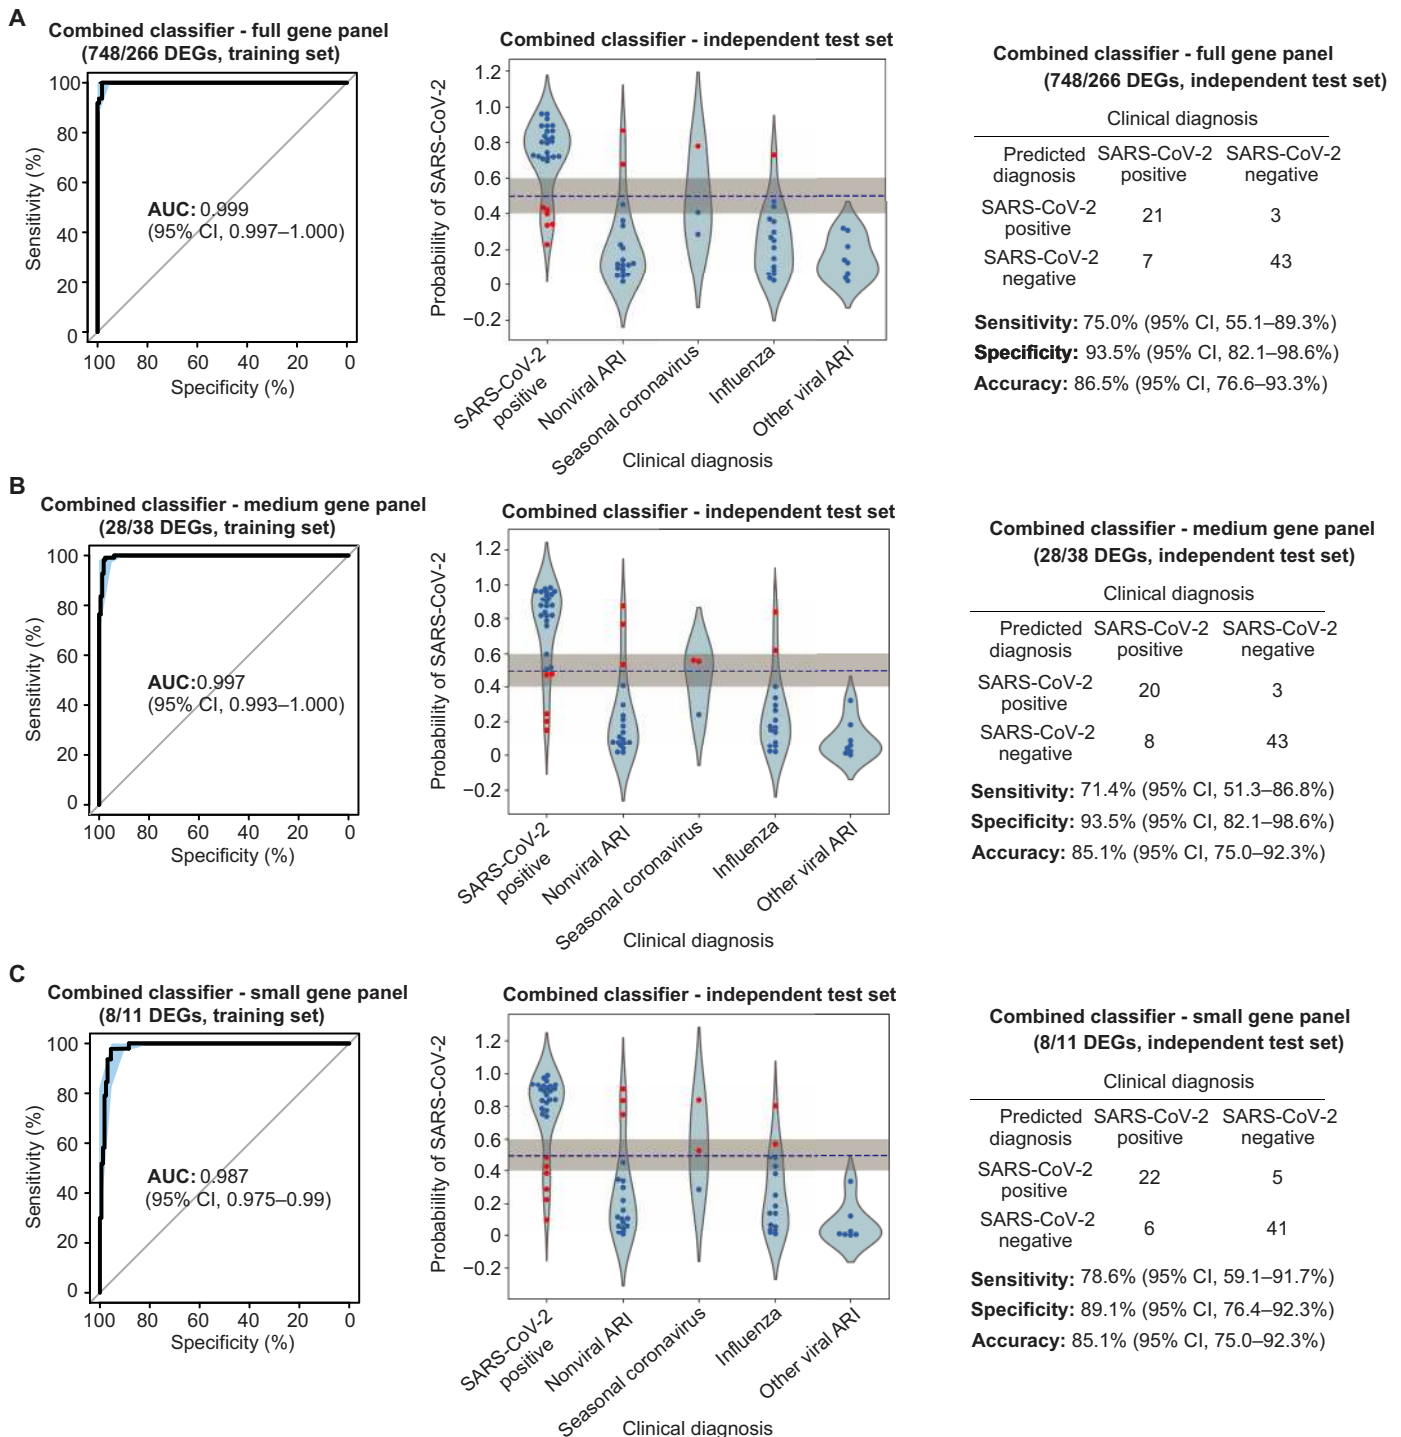 A
Combined classifier - full gene panel
(748/266 DEGs, training set)
100
80
60
40
20
0
Sensitivity (%)
AUC: 0.999
(95% CI, 0.997–1.000)
100 80 60 40 20 0
Specificity (%)
Combined classifier - independent test set
1.2
1.0
0.8
0.6
0.4
0.2
0
−0.2
Probabiility of SARS-CoV-2
SARS-CoV-2
positive
Nonviral ARI
Seasonal coronavirus
Influenza
Other viral ARI
Clinical diagnosis
Combined classifier - full gene panel
(748/266 DEGs, independent test set)
Clinical diagnosis
Predicted SARS-CoV-2 SARS-CoV-2
diagnosis positive negative
SARS-CoV-2
positive 21 3
SARS-CoV-2
negative 7 43
Sensitivity: 75.0% (95% CI, 55.1–89.3%)
Specificity: 93.5% (95% CI, 82.1–98.6%)
Accuracy: 86.5% (95% CI, 76.6–93.3%)
B
Combined classifier - medium gene panel
(28/38 DEGs, training set)
100
80
60
40
20
0
Sensitivity (%)
AUC:0.997
(95% CI, 0.993–1.000)
100 80 60 40 20 0
Specificity (%)
Combined classifier - independent test set
1.2
1.0
0.8
0.6
0.4
0.2
0
−0.2
Probabiility of SARS-CoV-2
SARS-CoV-2
positive
Nonviral ARI
Seasonal coronavirus
Influenza
Other viral ARI
Clinical diagnosis
Combined classifier - medium gene panel
(28/38 DEGs, independent test set)
Clinical diagnosis
Predicted SARS-CoV-2 SARS-CoV-2
diagnosis positive negative
SARS-CoV-2
positive 20 3
SARS-CoV-2
negative 8 43
Sensitivity: 71.4% (95% CI, 51.3–86.8%)
Specificity: 93.5% (95% CI, 82.1–98.6%)
Accuracy: 85.1% (95% CI, 75.0–92.3%)
C
Combined classifier - small gene panel
(8/11 DEGs, training set)
100
80
60
40
20
0
Sensitivity (%)
AUC: 0.987
(95% CI, 0.975–0.99)
100 80 60 40 20 0
Specificity (%)
Combined classifier - independent test set
1.2
1.0
0.8
0.6
0.4
0.2
0
−0.2
Probabiility of SARS-CoV-2
SARS-CoV-2
positive
Nonviral ARI
Seasonal coronavirus
Influenza
Other viral ARI
Clinical diagnosis
Combined classifier - small gene panel
(8/11 DEGs, independent test set)
Clinical diagnosis
Predicted SARS-CoV-2 SARS-CoV-2
diagnosis positive negative
SARS-CoV-2
positive 22 5
SARS-CoV-2
negative 6 41
Sensitivity: 78.6% (95% CI, 59.1–91.7%)
Specificity: 89.1% (95% CI, 76.4–92.3%)
Accuracy: 85.1% (95% CI, 75.0–92.3%)